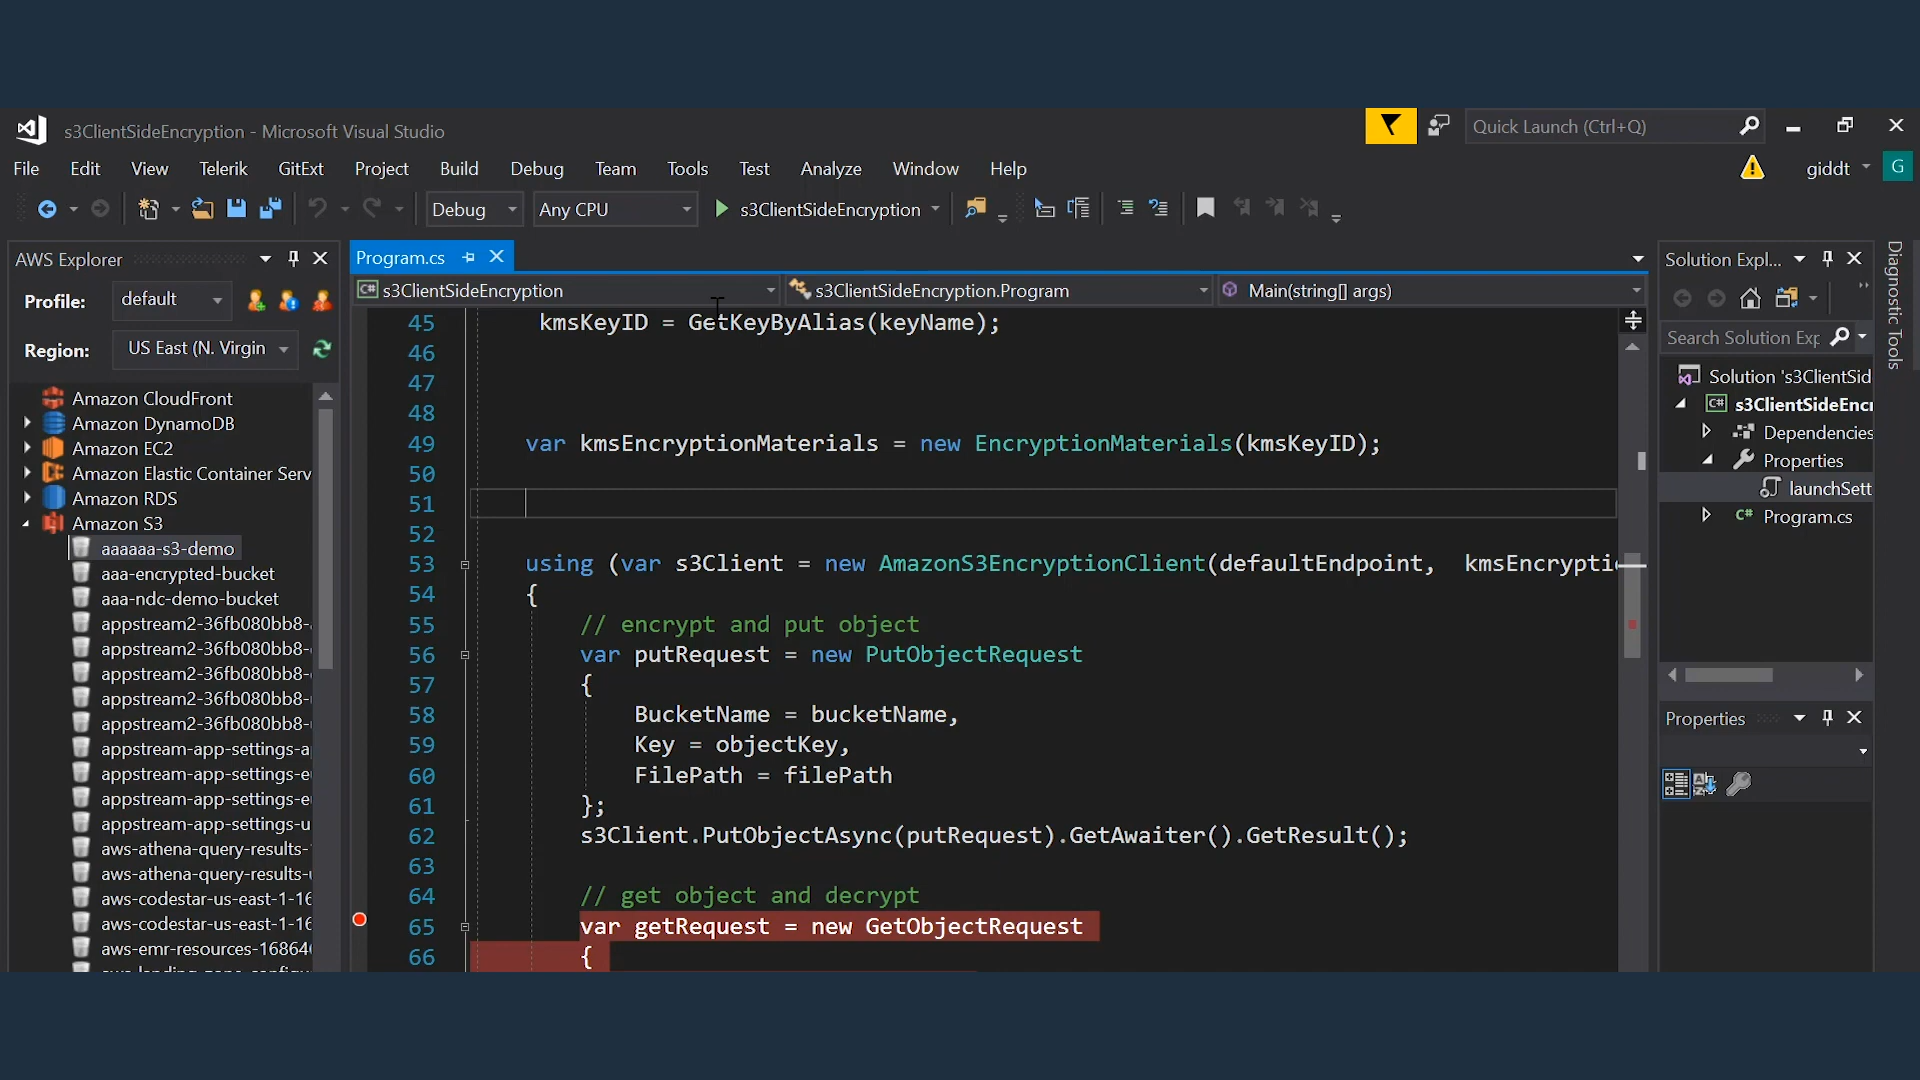 s3ClientSideEncryption - Microsoft Visual Studio
Quick Launch (Ctrl+Q)
File Edit View Telerik GitExt Project Build Debug Team Tools Test Analyze Window Help
giddt G
Debug Any CPU s3ClientSideEncryption
AWS Explorer
Profile: default
Region: US East (N. Virgin
Amazon CloudFront
Amazon DynamoDB
Amazon EC2
Amazon Elastic Container Serv
Amazon RDS
Amazon S3
aaaaaa-s3-demo
aaa-encrypted-bucket
aaa-ndc-demo-bucket
appstream2-36fb080bb8-
appstream2-36fb080bb8-
appstream2-36fb080bb8-
appstream2-36fb080bb8-
appstream2-36fb080bb8-
appstream-app-settings-a
appstream-app-settings-e
appstream-app-settings-e
appstream-app-settings-u
aws-athena-query-results-
aws-athena-query-results-
aws-codestar-us-east-1-16
aws-codestar-us-east-1-16
aws-emr-resources-16864
Program.cs
C# s3ClientSideEncryption
s3ClientSideEncryption.Program
Main(string[] args)
45 kmsKeyID = GetKeyByAlias(keyName);
46
47
48
49 var kmsEncryptionMaterials = new EncryptionMaterials(kmsKeyID);
50
51
52
53 using (var s3Client = new AmazonS3EncryptionClient(defaultEndpoint, kmsEncrypti
54 {
55 // encrypt and put object
56 var putRequest = new PutObjectRequest
57 {
58 BucketName = bucketName,
59 Key = objectKey,
60 FilePath = filePath
61 };
62 s3Client.PutObjectAsync(putRequest).GetAwaiter().GetResult();
63
64 // get object and decrypt
65 var getRequest = new GetObjectRequest
66 {
Solution Expl...
Search Solution Exp
Solution 's3ClientSid
C# s3ClientSideEncr
Dependencies
Properties
launchSett
C# Program.cs
Properties
Diagnostic Tools